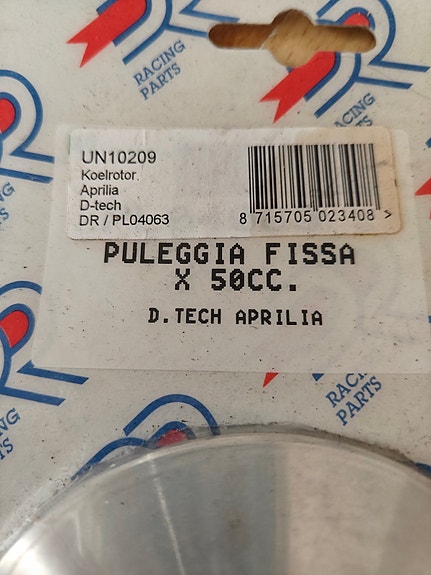 RACING
PARTS
RACING
PARTS
UN10209
Koelrotor.
Aprilia
D-tech
DR / PL04063
8 715705 023408 >
PULEGGIA FISSA
X 50CC.
D.TECH APRILIA
RACING
PARTS
RACING